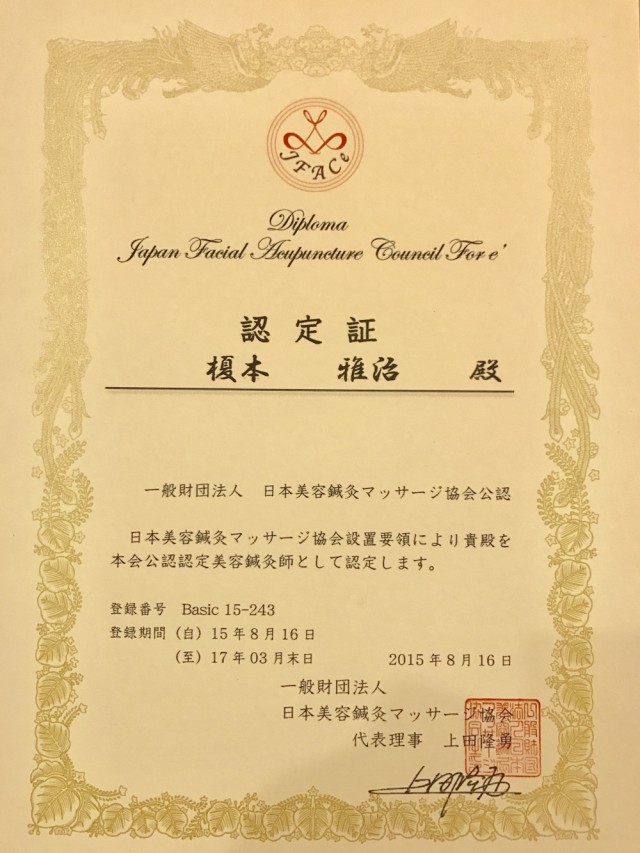 JFACe
Diploma
Japan Facial Acupuncture Council For e'
認定証
榎本 雅治 殿
一般財団法人 日本美容鍼灸マッサージ協会公認
日本美容鍼灸マッサージ協会設置要領により貴殿を
本会公認認定美容鍼灸師として認定します。
登録番号 Basic 15-243
登録期間（自）15年8月16日
（至）17年03月末日 2015年8月16日
一般財団法人
日本美容鍼灸マッサージ協会
代表理事 上田隆勇